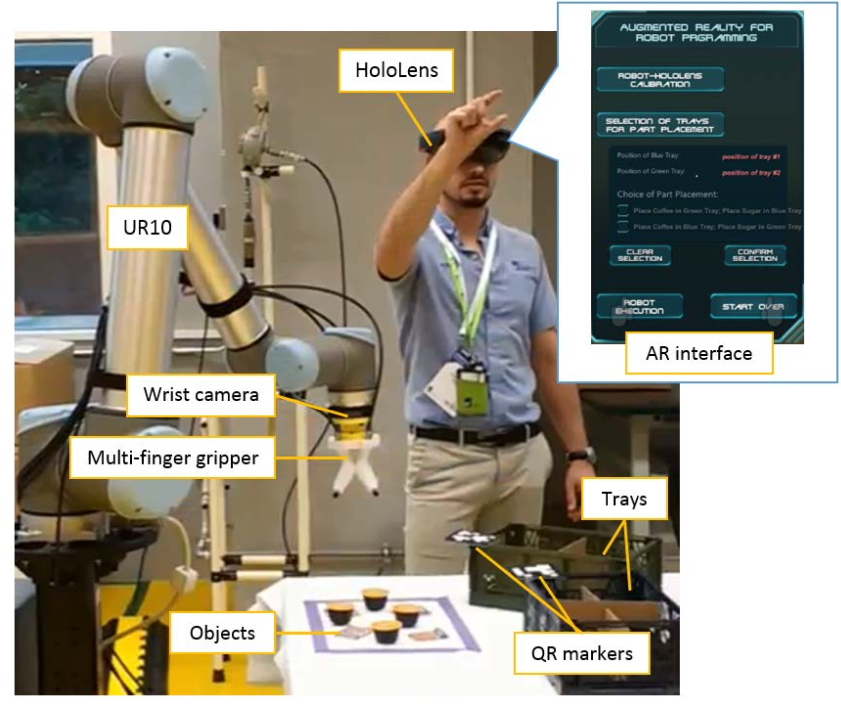 HoloLens
UR10
Wrist camera
Multi-finger gripper
Objects
Trays
QR markers
AUGMENTED REALITY FOR
ROBOT PRGRAMMING
ROBOT-HOLOLENS
CALIBRATION
SELECTION OF TRAYS
FOR PART PLACEMENT
Position of Blue Tray: position of tray #1
Position of Green Tray: position of tray #2
Choice of Part Placement:
Place Coffee in Green Tray; Place Sugar in Blue Tray
Place Coffee in Blue Tray; Place Sugar in Green Tray
CLEAR
SELECTION
CONFIRM
SELECTION
ROBOT
EXECUTION
START OVER
AR interface